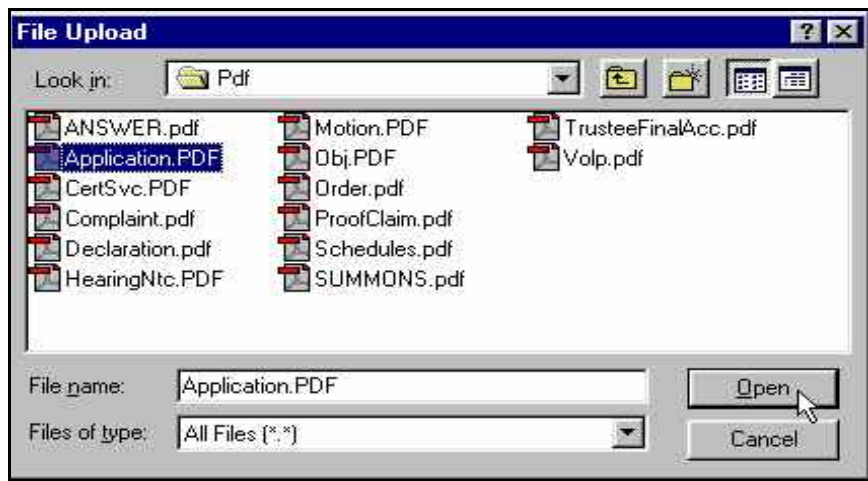 File Upload
Look in: Pdf
ANSWER.pdf Motion.PDF TrusteeFinalAcc.pdf
Application.PDF Obj.PDF Volp.pdf
CertSvc.PDF Order.pdf
Complaint.pdf ProofClaim.pdf
Declaration.pdf Schedules.pdf
HearingNtc.PDF SUMMONS.pdf
File name: Application.PDF Open
Files of type: All Files (*.*) Cancel